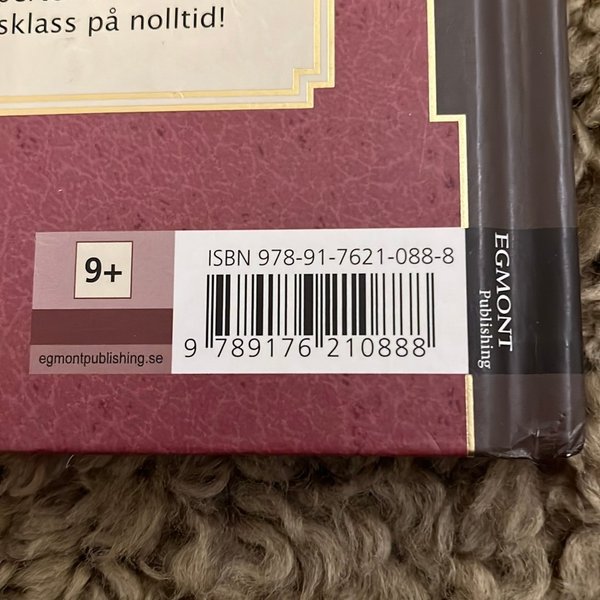 sklass på nolltid!
9+
egmontpublishing.se
ISBN 978-91-7621-088-8
9 789176 210888
EGMONT
Publishing